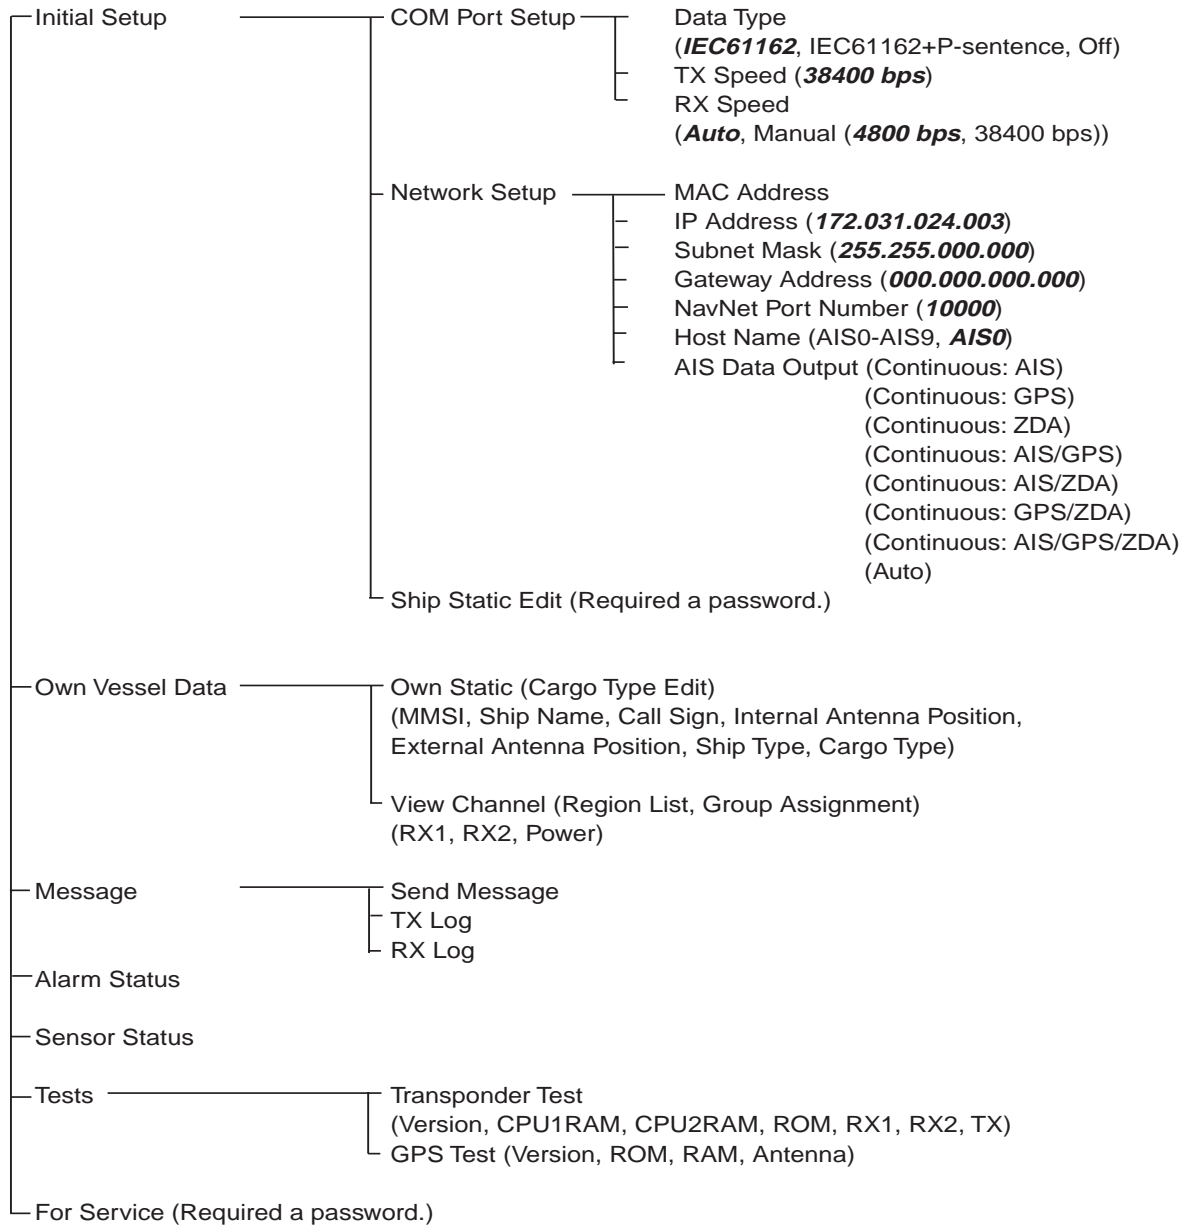 Initial Setup
COM Port Setup
Data Type
(IEC61162, IEC61162+P-sentence, Off)
TX Speed (38400 bps)
RX Speed
(Auto, Manual (4800 bps, 38400 bps))
Network Setup
MAC Address
IP Address (172.031.024.003)
Subnet Mask (255.255.000.000)
Gateway Address (000.000.000.000)
NavNet Port Number (10000)
Host Name (AIS0-AIS9, AIS0)
AIS Data Output (Continuous: AIS)
(Continuous: GPS)
(Continuous: ZDA)
(Continuous: AIS/GPS)
(Continuous: AIS/ZDA)
(Continuous: GPS/ZDA)
(Continuous: AIS/GPS/ZDA)
(Auto)
Ship Static Edit (Required a password.)
Own Vessel Data
Own Static (Cargo Type Edit)
(MMSI, Ship Name, Call Sign, Internal Antenna Position,
External Antenna Position, Ship Type, Cargo Type)
View Channel (Region List, Group Assignment)
(RX1, RX2, Power)
Message
Send Message
TX Log
RX Log
Alarm Status
Sensor Status
Tests
Transponder Test
(Version, CPU1RAM, CPU2RAM, ROM, RX1, RX2, TX)
GPS Test (Version, ROM, RAM, Antenna)
For Service (Required a password.)